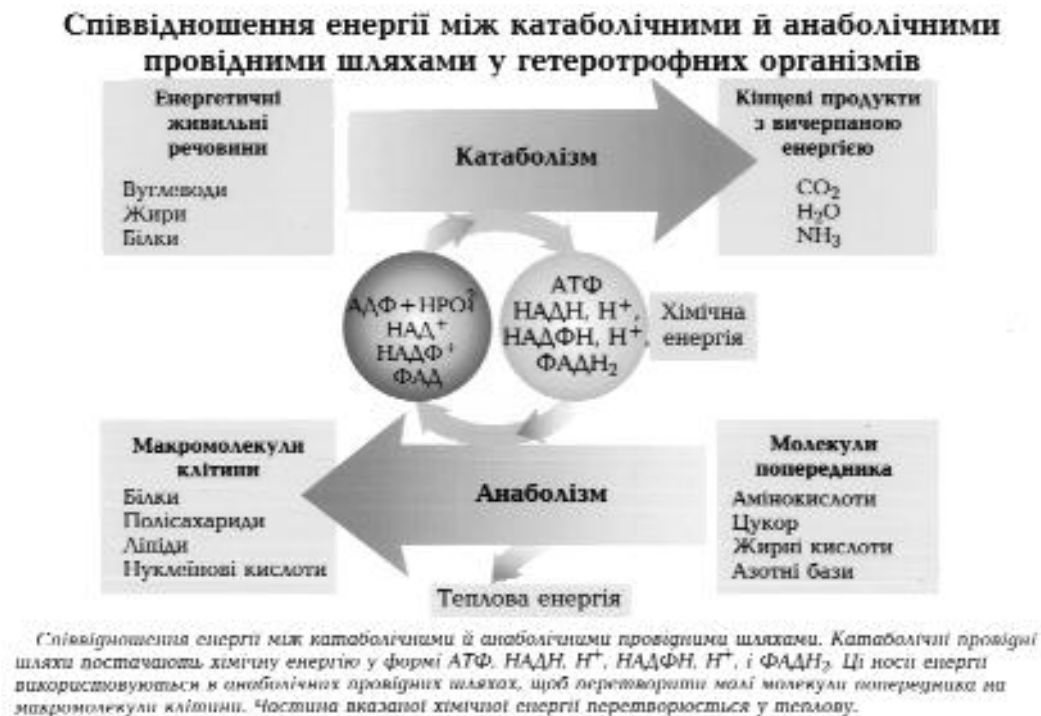 Співвідношення енергії між катаболічними й анаболічними
провідними шляхами у гетеротрофних організмів
Енергетичні
живильні
речовини
Вуглеводи
Жири
Білки
Катаболізм
Кінцеві продукти
з вичерпаною
енергією
CO₂
H₂O
NH₃
АДФ + HPO₄²⁻
НАД⁺
НАДФ⁺
ФАД
АТФ
НАДН, Н⁺,
НАДФН, Н⁺,
ФАДН₂
Хімічна
енергія
Макромолекули
клітини
Білки
Полісахариди
Ліпіди
Нуклеїнові кислоти
Анаболізм
Молекули
попередника
Амінокислоти
Цукор
Жирні кислоти
Азотні бази
Теплова енергія
Співвідношення енергії між катаболічними й анаболічними провідними шляхами. Катаболічні провідні
шляхи постачають хімічну енергію у формі АТФ, НАДН, Н⁺, НАДФН, Н⁺, і ФАДН₂. Ці носії енергії
використовуються в анаболічних провідних шляхах, щоб перетворити малі молекули попередника на
макромолекули клітини. Частина вказаної хімічної енергії перетворюється у теплову.